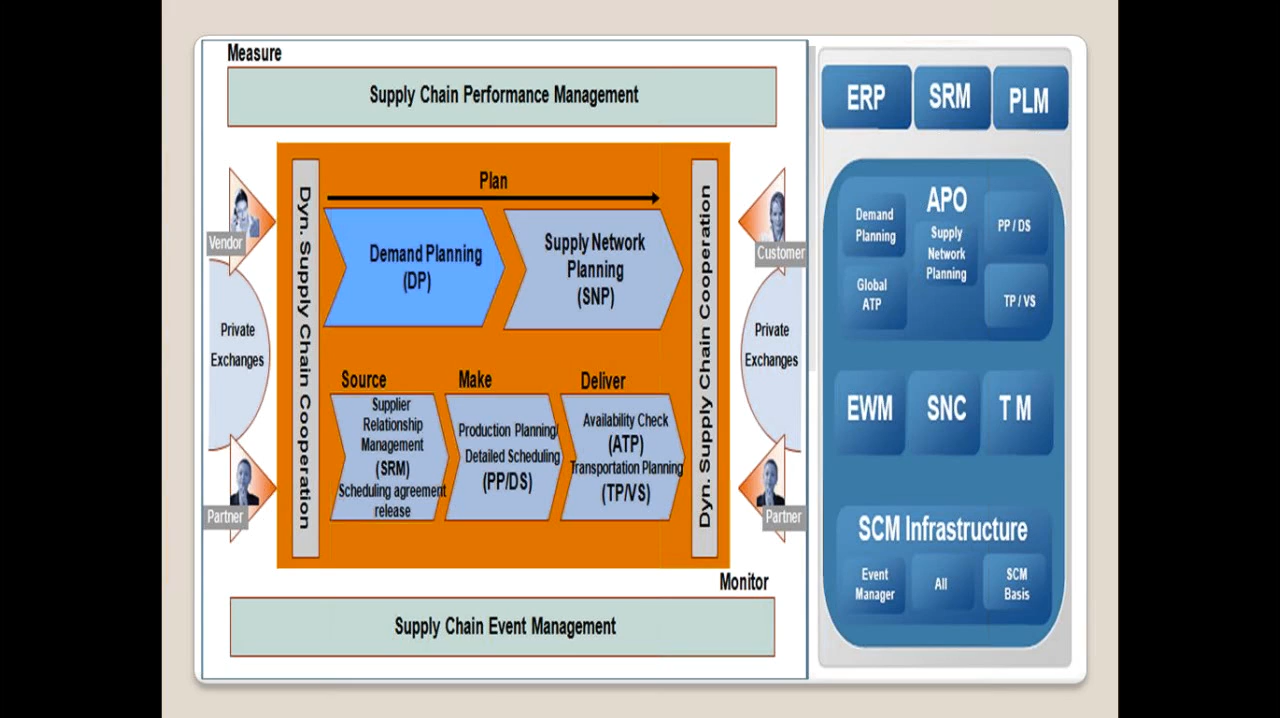 Measure
Supply Chain Performance Management
Plan
Dyn. Supply Chain Cooperation
Demand Planning
(DP)
Supply Network
Planning
(SNP)
Dyn. Supply Chain Cooperation
Vendor
Customer
Private
Exchanges
Private
Exchanges
Source
Make
Deliver
Supplier
Relationship
Management
(SRM)
Scheduling agreement
release
Production Planning/
Detailed Scheduling
(PP/DS)
Availability Check
(ATP)
Transportation Planning
(TP/VS)
Partner
Partner
Monitor
Supply Chain Event Management
ERP
SRM
PLM
APO
Demand
Planning
Supply
Network
Planning
PP / DS
Global
ATP
TP / VS
EWM
SNC
T M
SCM Infrastructure
Event
Manager
AII
SCM
Basis